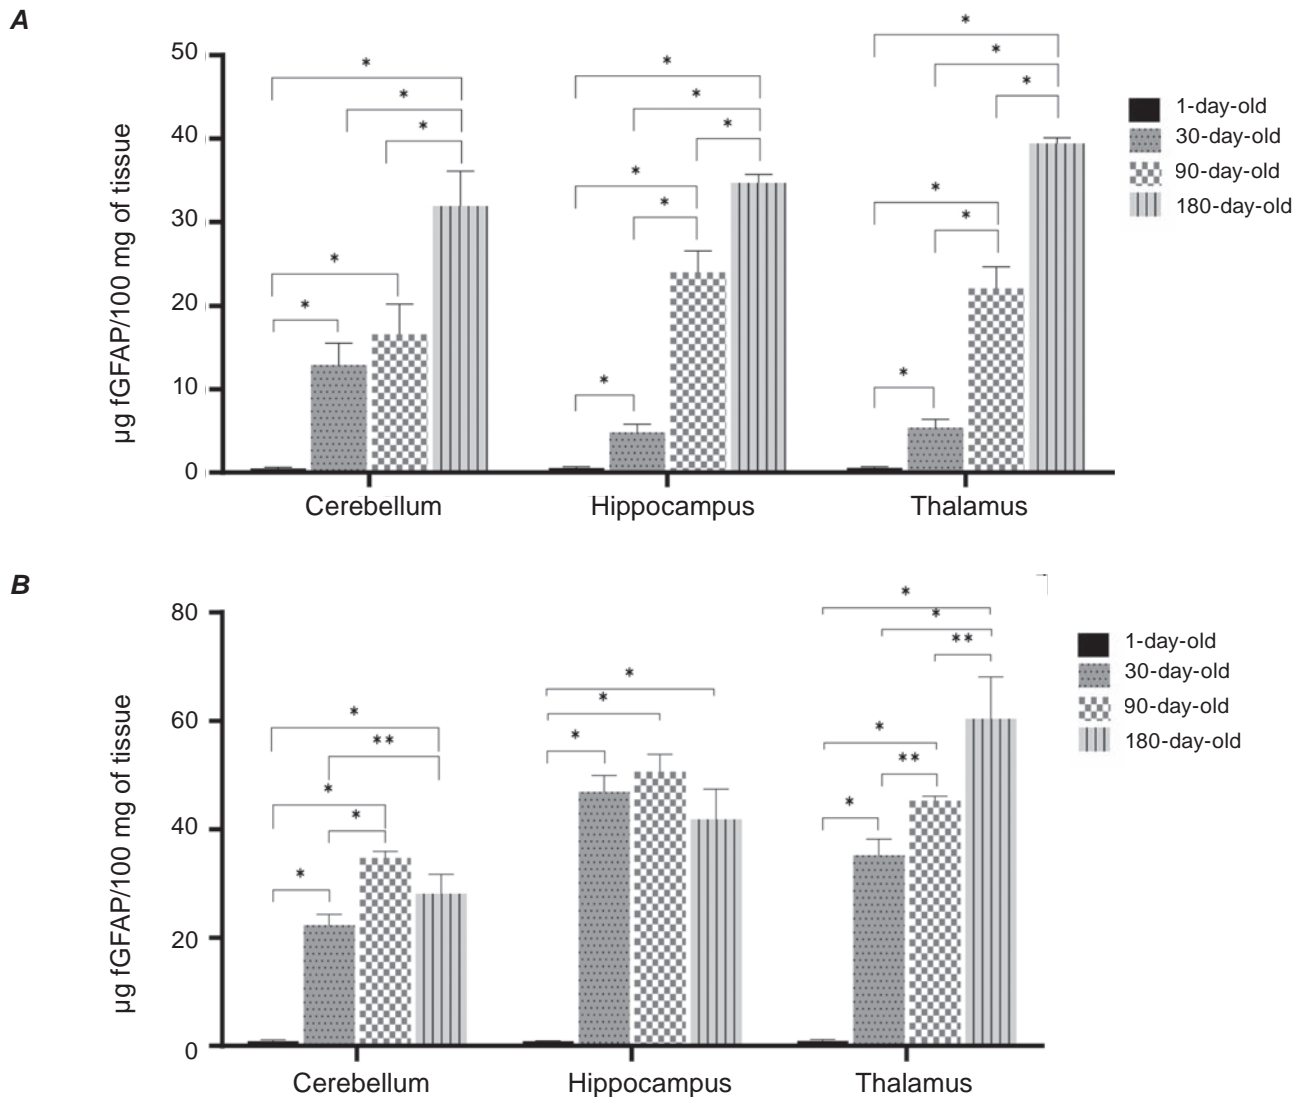 A
µg fGFAP/100 mg of tissue
50
40
30
20
10
0
* * *
* * *
* *
* * *
* *
*
* * *
* *
*
Cerebellum
Hippocampus
Thalamus
1-day-old
30-day-old
90-day-old
180-day-old
B
µg fGFAP/100 mg of tissue
80
60
40
20
0
*
**
*
*
*
*
*
*
*
*
**
*
**
*
Cerebellum
Hippocampus
Thalamus
1-day-old
30-day-old
90-day-old
180-day-old